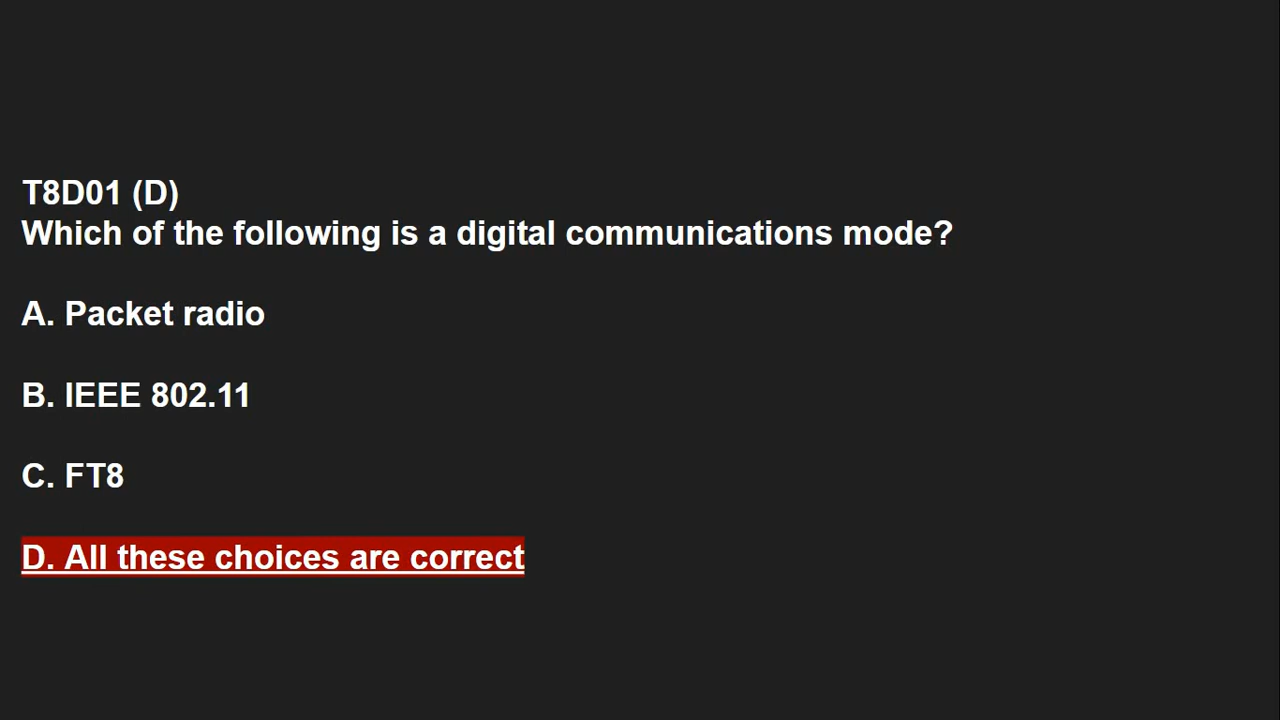 T8D01 (D)
Which of the following is a digital communications mode?
A. Packet radio
B. IEEE 802.11
C. FT8
D. All these choices are correct